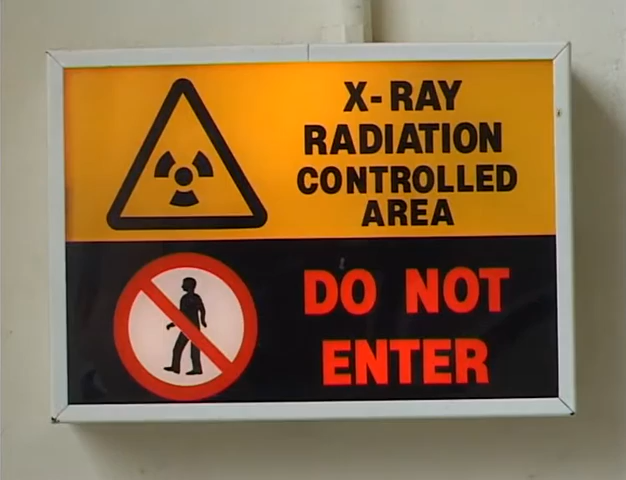 X-RAY
RADIATION
CONTROLLED
AREA
DO NOT
ENTER